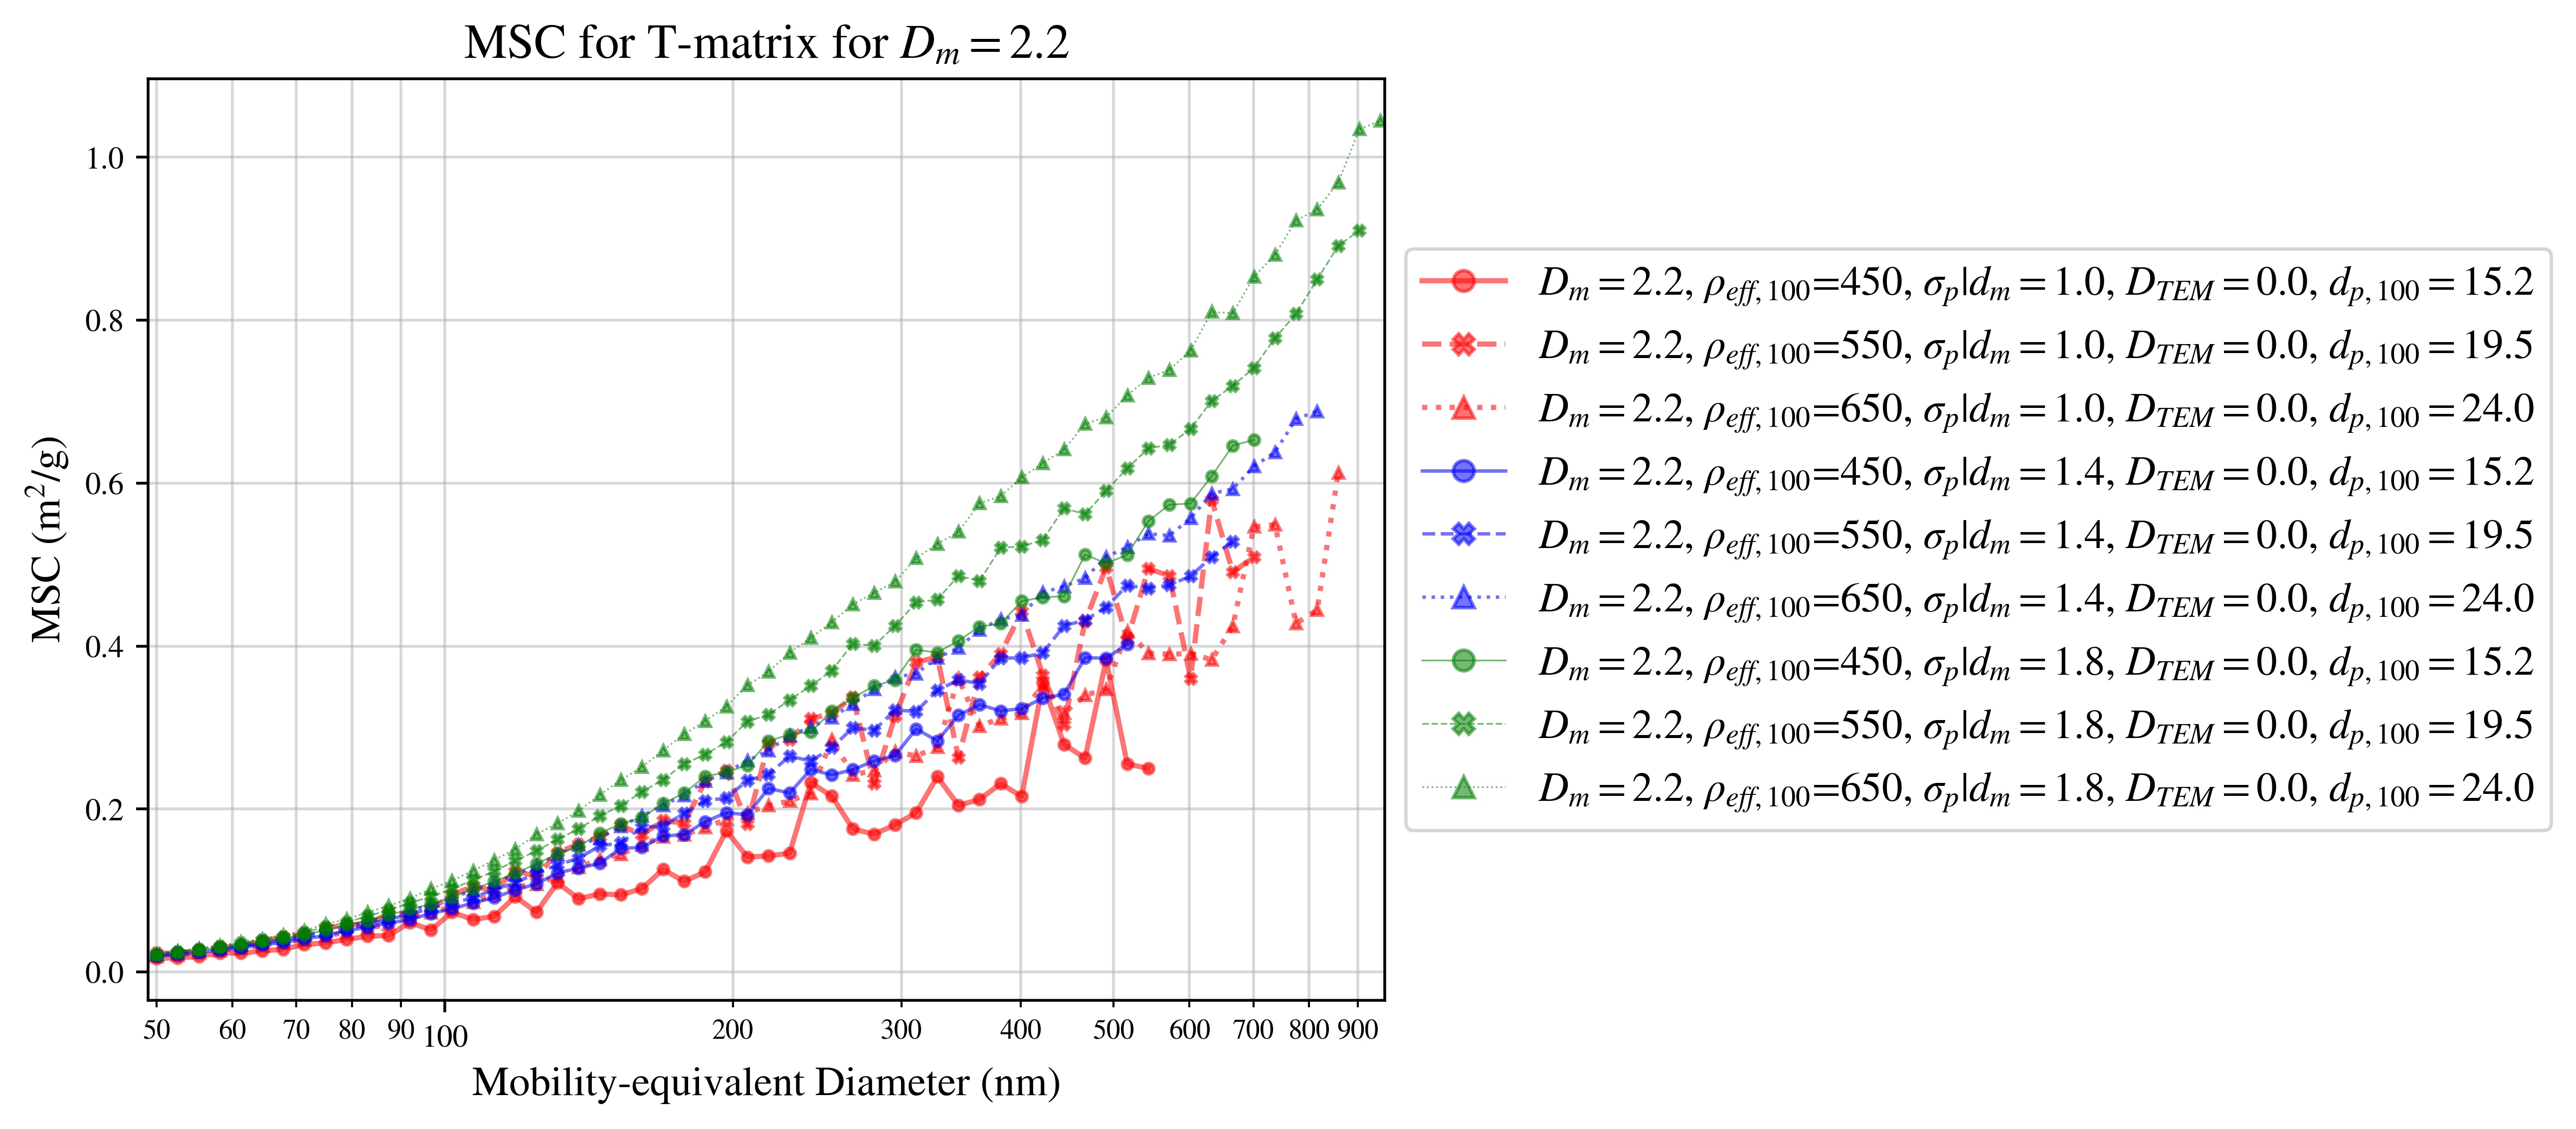 MSC for T-matrix for Dₘ = 2.2
MSC (m²/g)
1.0
0.8
0.6
0.4
0.2
0.0
50 60 70 80 90 100 200 300 400 500 600 700 800 900
Mobility-equivalent Diameter (nm)
D_m = 2.2, ρ_eff,100=450, σ_p|d_m = 1.0, D_TEM = 0.0, d_p,100 = 15.2
D_m = 2.2, ρ_eff,100=550, σ_p|d_m = 1.0, D_TEM = 0.0, d_p,100 = 19.5
D_m = 2.2, ρ_eff,100=650, σ_p|d_m = 1.0, D_TEM = 0.0, d_p,100 = 24.0
D_m = 2.2, ρ_eff,100=450, σ_p|d_m = 1.4, D_TEM = 0.0, d_p,100 = 15.2
D_m = 2.2, ρ_eff,100=550, σ_p|d_m = 1.4, D_TEM = 0.0, d_p,100 = 19.5
D_m = 2.2, ρ_eff,100=650, σ_p|d_m = 1.4, D_TEM = 0.0, d_p,100 = 24.0
D_m = 2.2, ρ_eff,100=450, σ_p|d_m = 1.8, D_TEM = 0.0, d_p,100 = 15.2
D_m = 2.2, ρ_eff,100=550, σ_p|d_m = 1.8, D_TEM = 0.0, d_p,100 = 19.5
D_m = 2.2, ρ_eff,100=650, σ_p|d_m = 1.8, D_TEM = 0.0, d_p,100 = 24.0